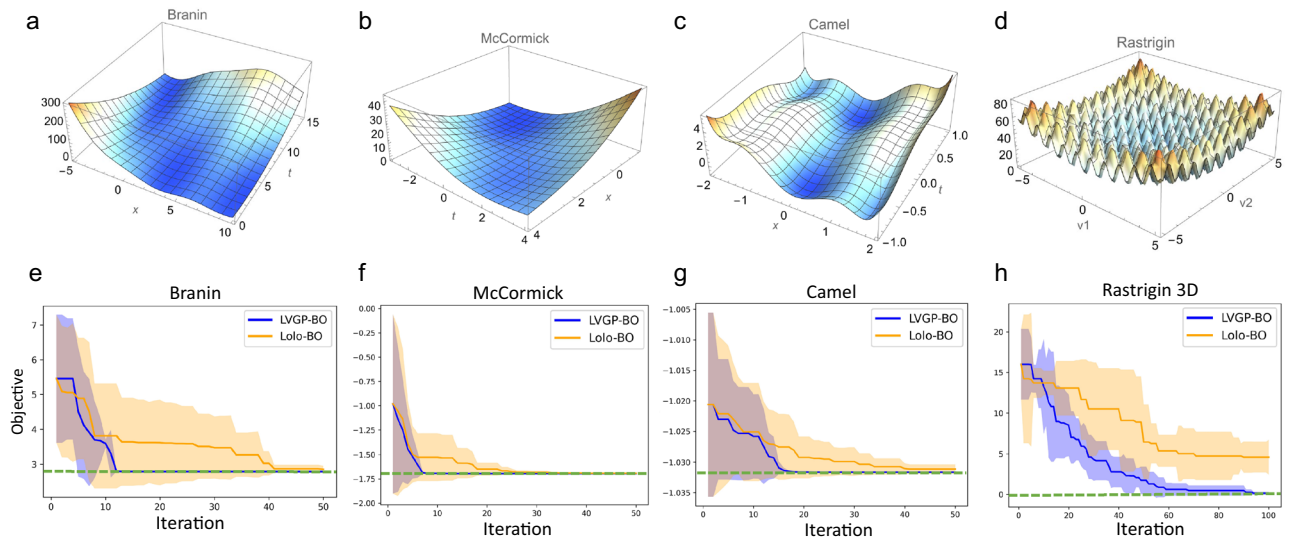 a
Branin
300
200
100
0
−5
0
5
10
x
0
5
10
15
t
b
McCormick
40
30
20
10
0
−2
0
2
4
t
4
2
0
x
c
Camel
4
2
0
−2
−1
0
1
2
x
−1.0
−0.5
0.0
0.5
1.0
t
d
Rastrigin
80
60
40
20
−5
0
5
v1
−5
0
5
v2
e
Branin
LVGP-BO
Lolo-BO
7
6
5
4
3
Objective
0 10 20 30 40 50
Iteration
f
McCormick
LVGP-BO
Lolo-BO
0.00
−0.25
−0.50
−0.75
−1.00
−1.25
−1.50
−1.75
−2.00
0 10 20 30 40 50
Iteration
g
Camel
LVGP-BO
Lolo-BO
−1.005
−1.010
−1.015
−1.020
−1.025
−1.030
−1.035
0 10 20 30 40 50
Iteration
h
Rastrigin 3D
LVGP-BO
Lolo-BO
20
15
10
5
0
0 20 40 60 80 100
Iteration